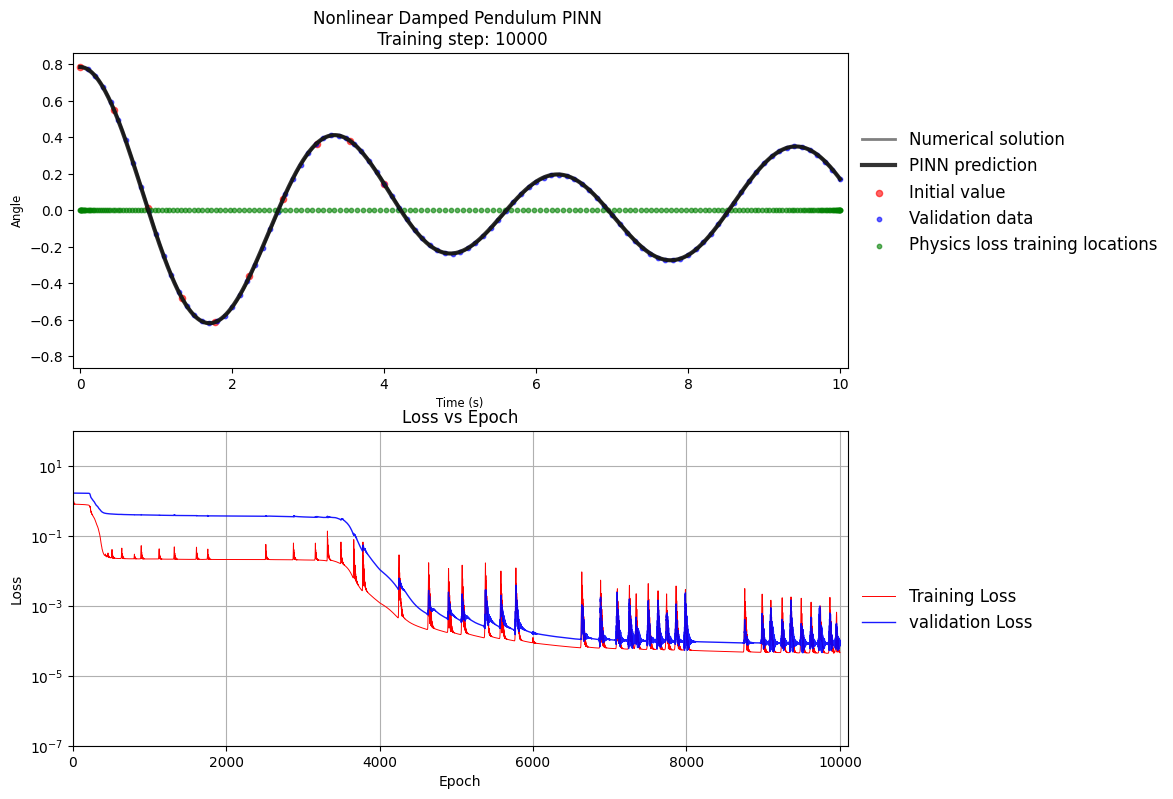 Nonlinear Damped Pendulum PINN
Training step: 10000
0.8
0.6
0.4
0.2
0.0
−0.2
−0.4
−0.6
−0.8
Angle
0
2
4
6
8
10
Time (s)
Numerical solution
PINN prediction
Initial value
Validation data
Physics loss training locations
Loss vs Epoch
10^1
10^−1
10^−3
10^−5
10^−7
Loss
0
2000
4000
6000
8000
10000
Epoch
Training Loss
validation Loss